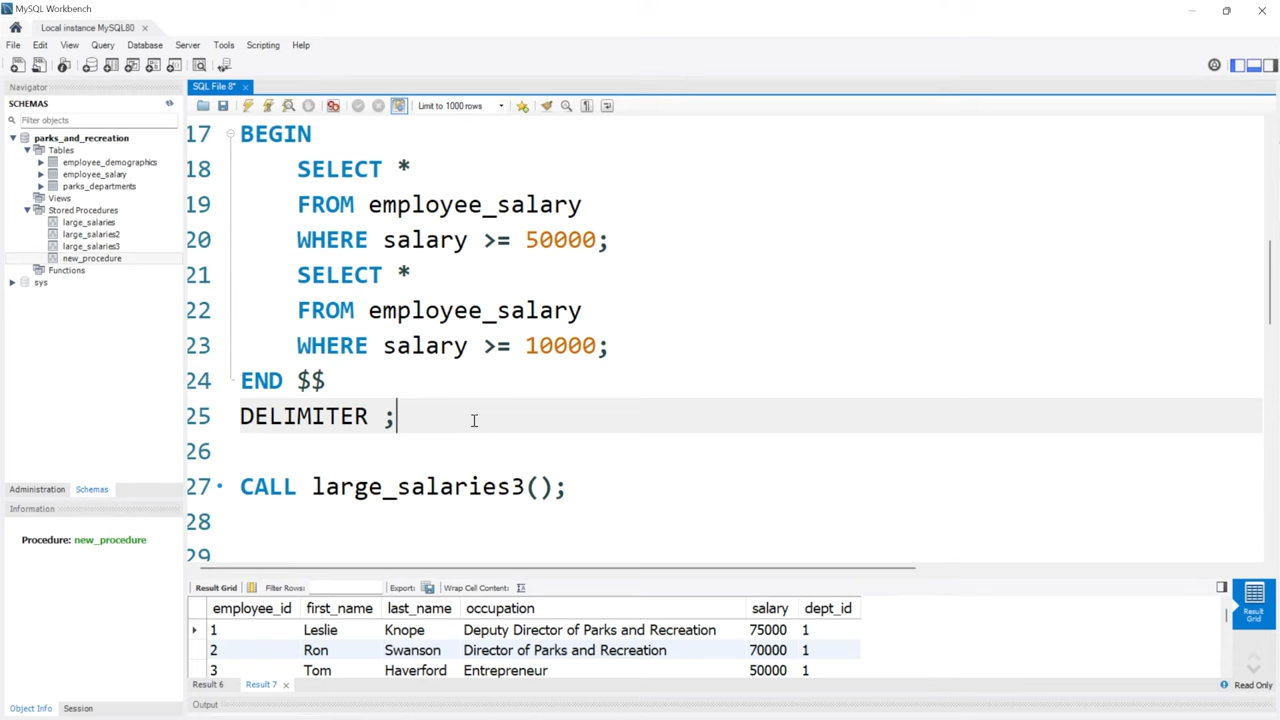 MySQL Workbench
Local instance MySQL80
File Edit View Query Database Server Tools Scripting Help
Navigator
SQL File 8*
SCHEMAS
Limit to 1000 rows
Filter objects
parks_and_recreation
Tables
employee_demographics
employee_salary
parks_departments
Views
Stored Procedures
large_salaries
large_salaries2
large_salaries3
new_procedure
Functions
sys
Administration Schemas
Information
Procedure: new_procedure
Object Info Session
17 BEGIN
18 SELECT *
19 FROM employee_salary
20 WHERE salary >= 50000;
21 SELECT *
22 FROM employee_salary
23 WHERE salary >= 10000;
24 END $$
25 DELIMITER ;
26
27 CALL large_salaries3();
28
29
Result Grid Filter Rows: Export: Wrap Cell Content:
employee_id first_name last_name occupation salary dept_id
1 Leslie Knope Deputy Director of Parks and Recreation 75000 1
2 Ron Swanson Director of Parks and Recreation 70000 1
3 Tom Haverford Entrepreneur 50000 1
Result Grid
Result 6 Result 7 Read Only
Output